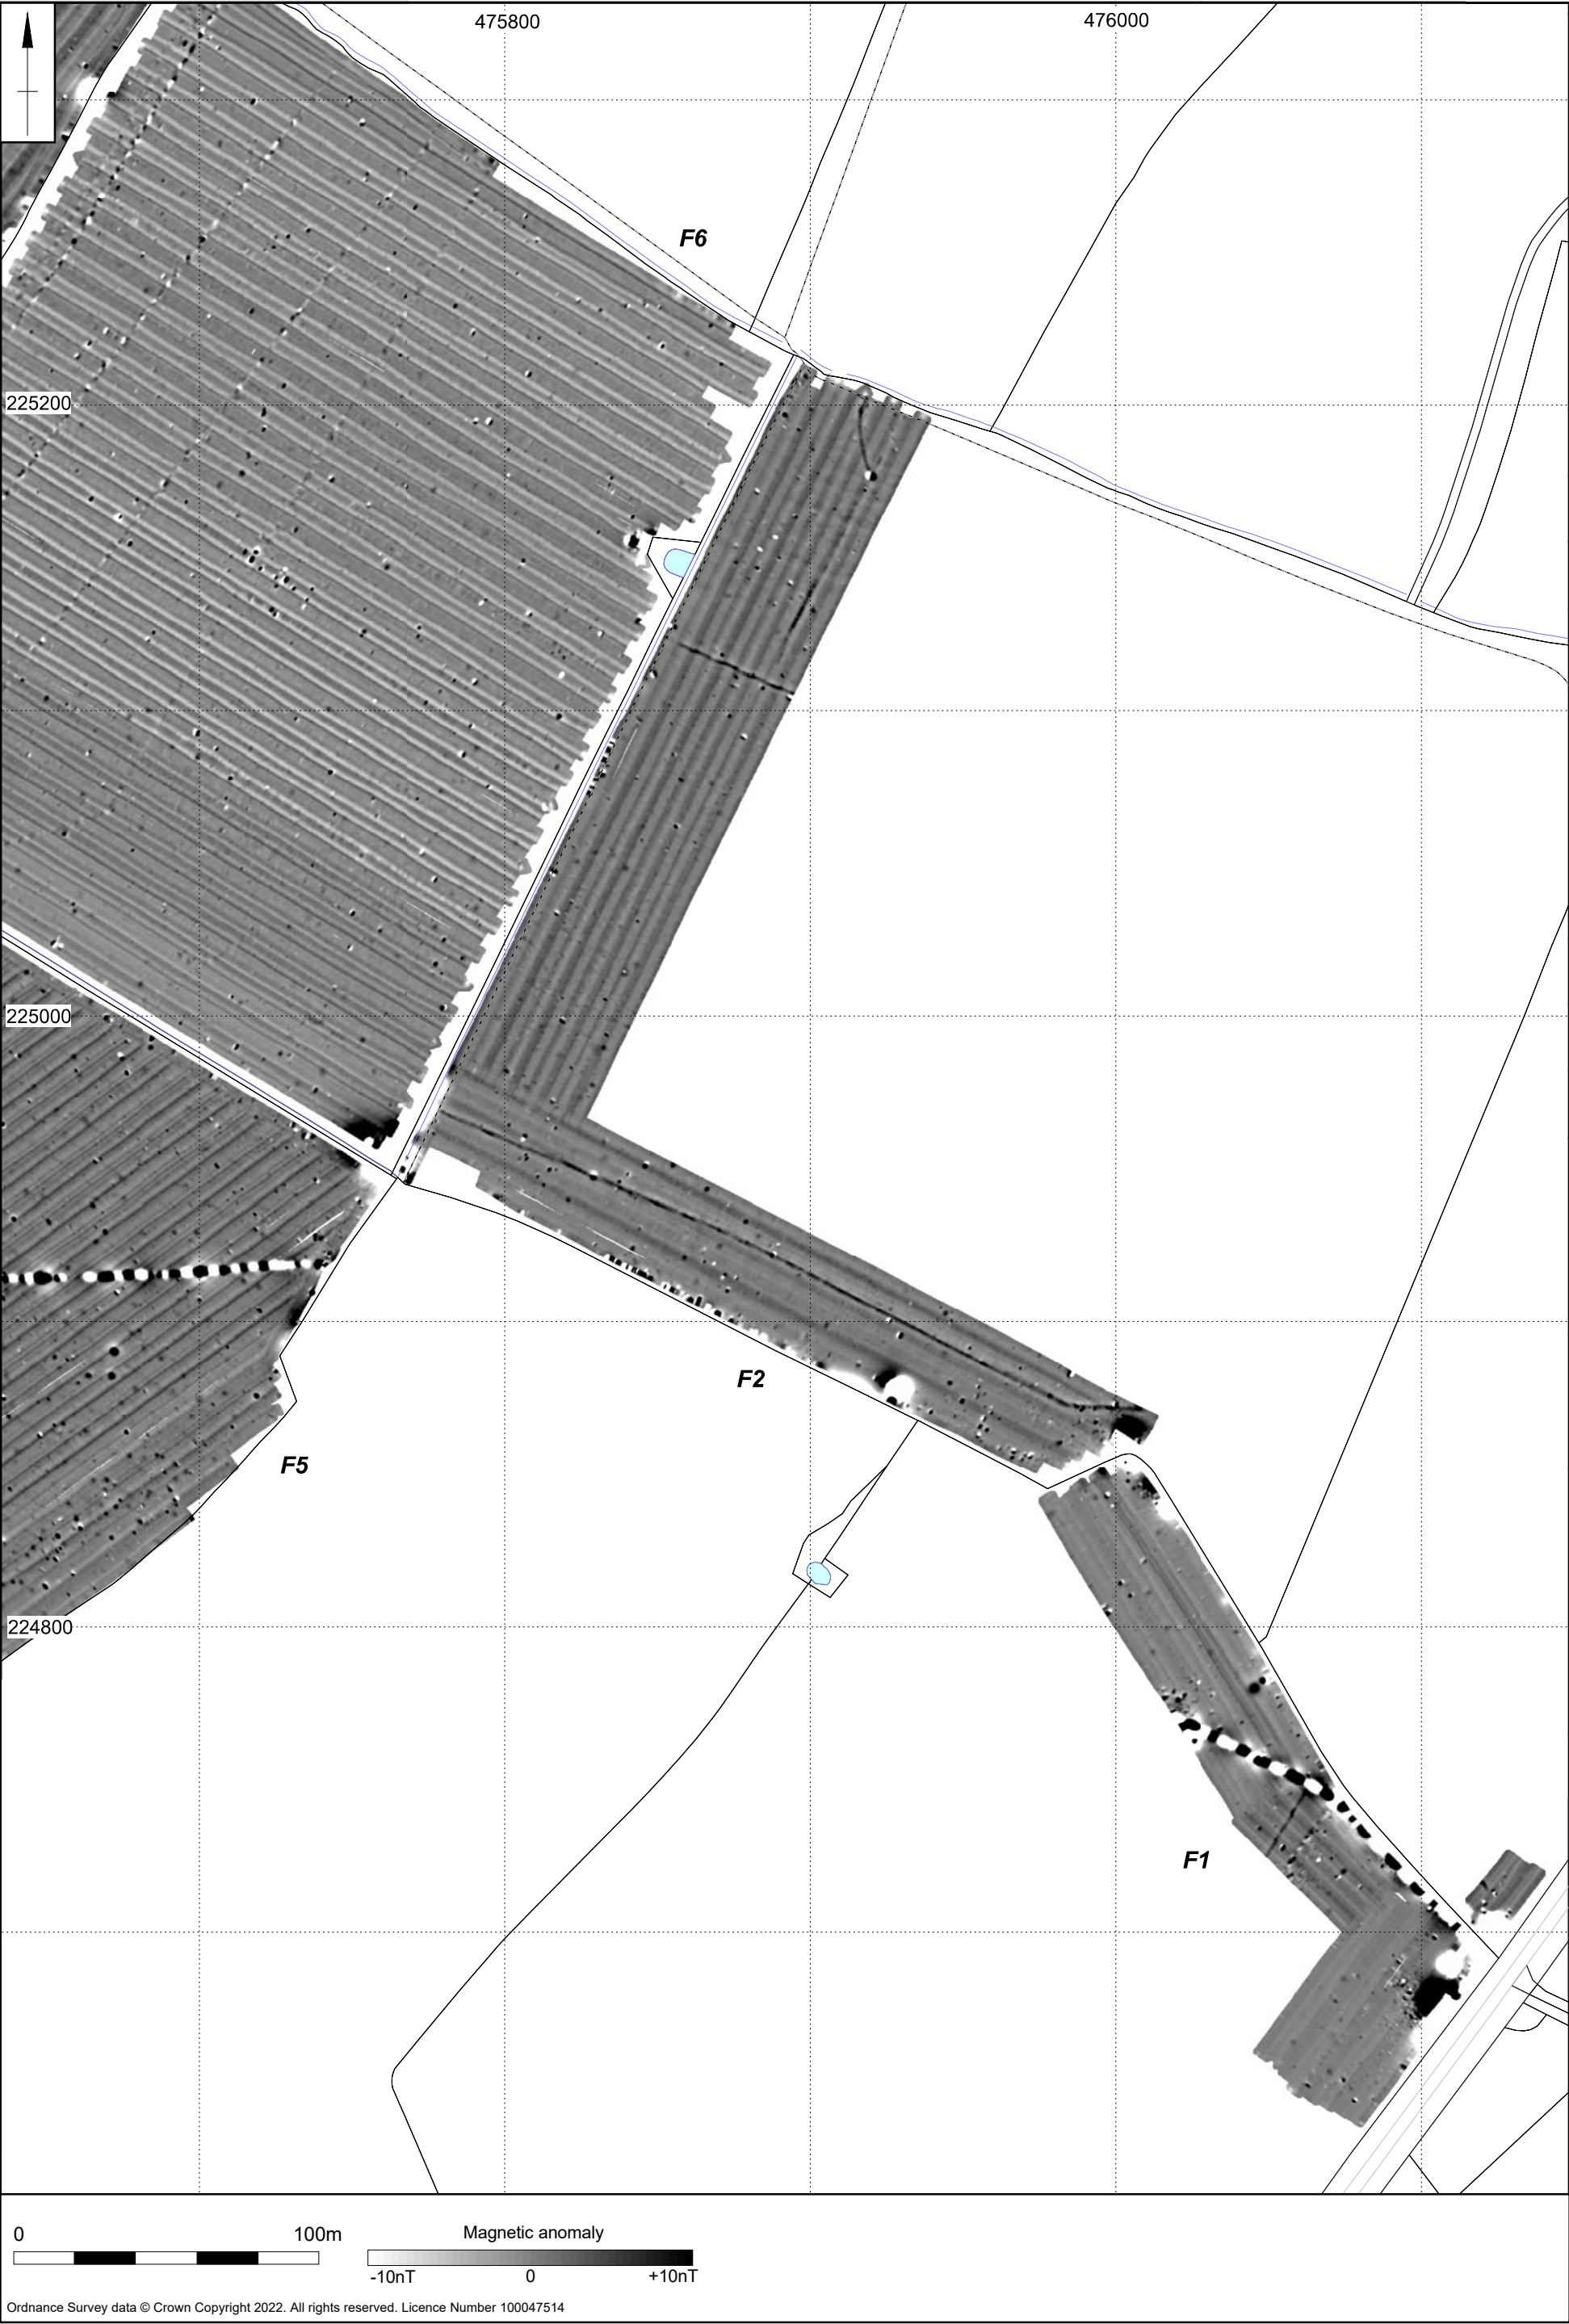 475800
476000
F6
225200
225000
F2
F5
224800
F1
0 100m
Magnetic anomaly
-10nT 0 +10nT
Ordnance Survey data © Crown Copyright 2022. All rights reserved. Licence Number 100047514